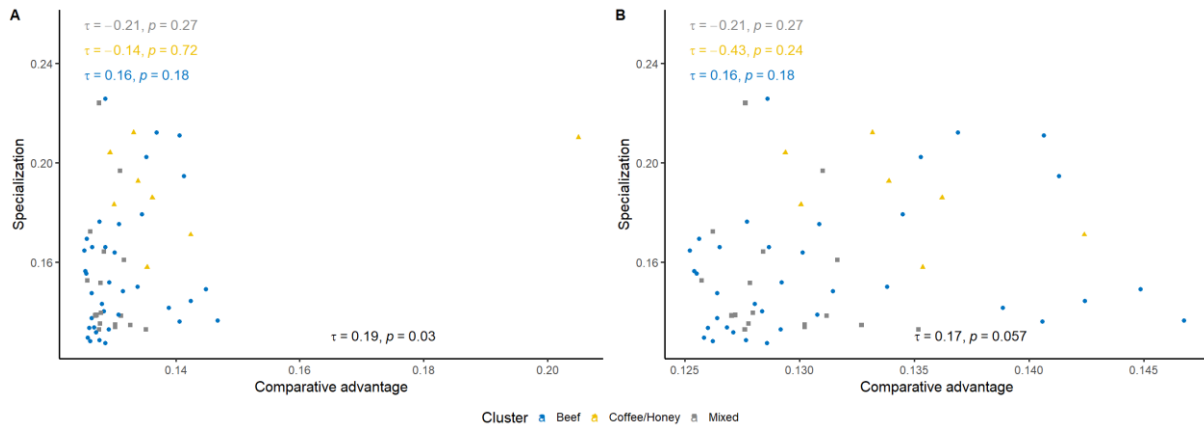 A
τ = −0.21, p = 0.27
τ = −0.14, p = 0.72
τ = 0.16, p = 0.18
0.24
0.20
0.16
Specialization
τ = 0.19, p = 0.03
0.14
0.16
0.18
0.20
Comparative advantage
B
τ = −0.21, p = 0.27
τ = −0.43, p = 0.24
τ = 0.16, p = 0.18
0.24
0.20
0.16
Specialization
τ = 0.17, p = 0.057
0.125
0.130
0.135
0.140
0.145
Comparative advantage
Cluster Beef Coffee/Honey Mixed